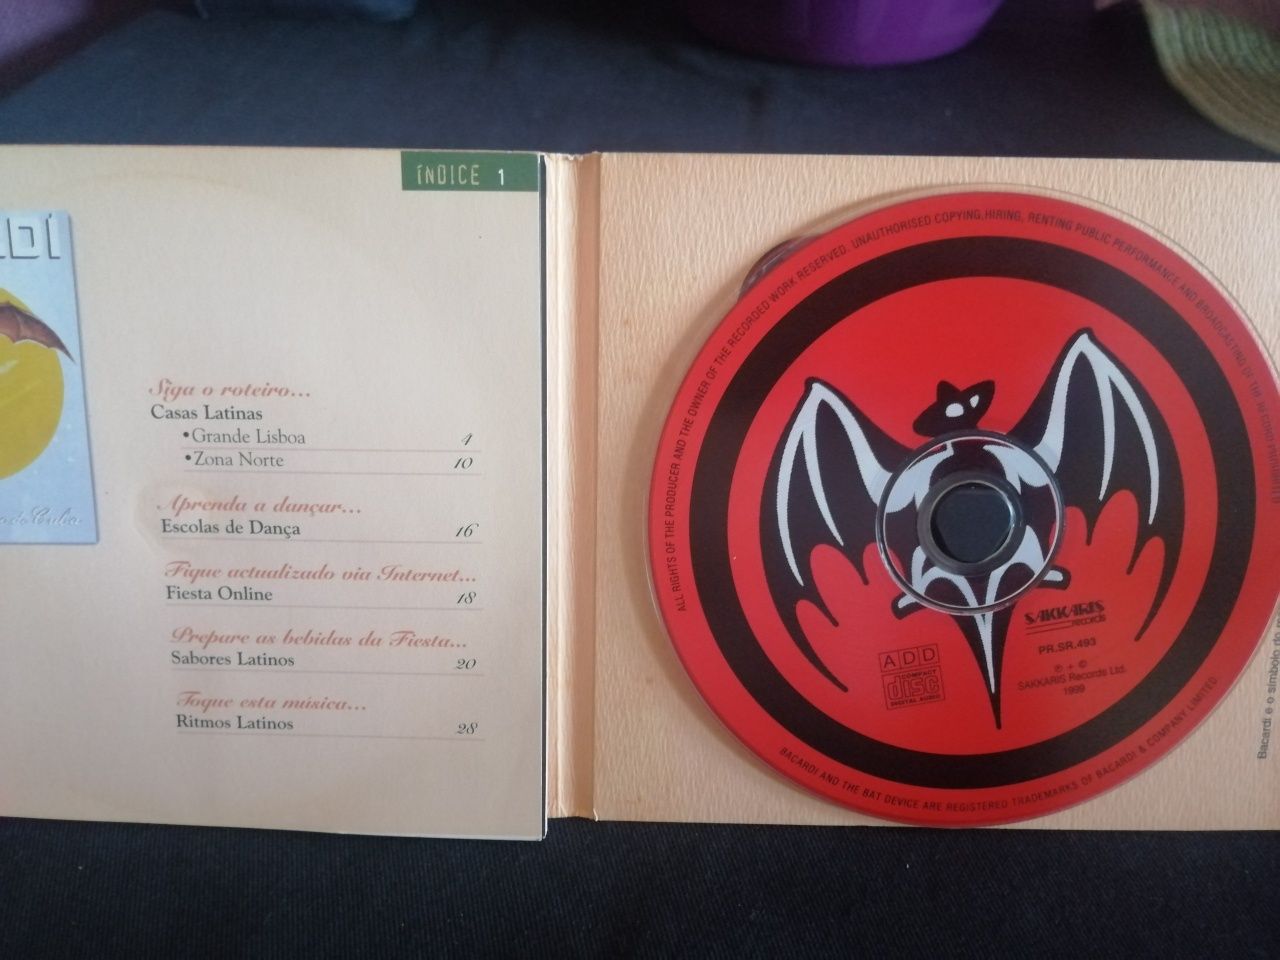 ÍNDICE 1
Siga o roteiro...
Casas Latinas
•Grande Lisboa 4
•Zona Norte 10
Aprenda a dançar...
Escolas de Dança 16
Fique actualizado via Internet...
Fiesta Online 18
Prepare as bebidas da Fiesta...
Sabores Latinos 20
Toque esta música...
Ritmos Latinos 28
ALL RIGHTS OF THE PRODUCER AND THE OWNER OF THE RECORDED WORK RESERVED. UNAUTHORISED COPYING, HIRING, RENTING PUBLIC PERFORMANCE AND BROADCASTING OF THE RECORD PROHIBITED
SAKKARIS
records
PR.SR.493
℗ + ©
SAKKARIS Records Ltd.
1999
ADD
COMPACT
disc
DIGITAL AUDIO
BACARDI AND THE BAT DEVICE ARE REGISTERED TRADEMARKS OF BACARDI & COMPANY LIMITED
Bacardi e o símbolo do